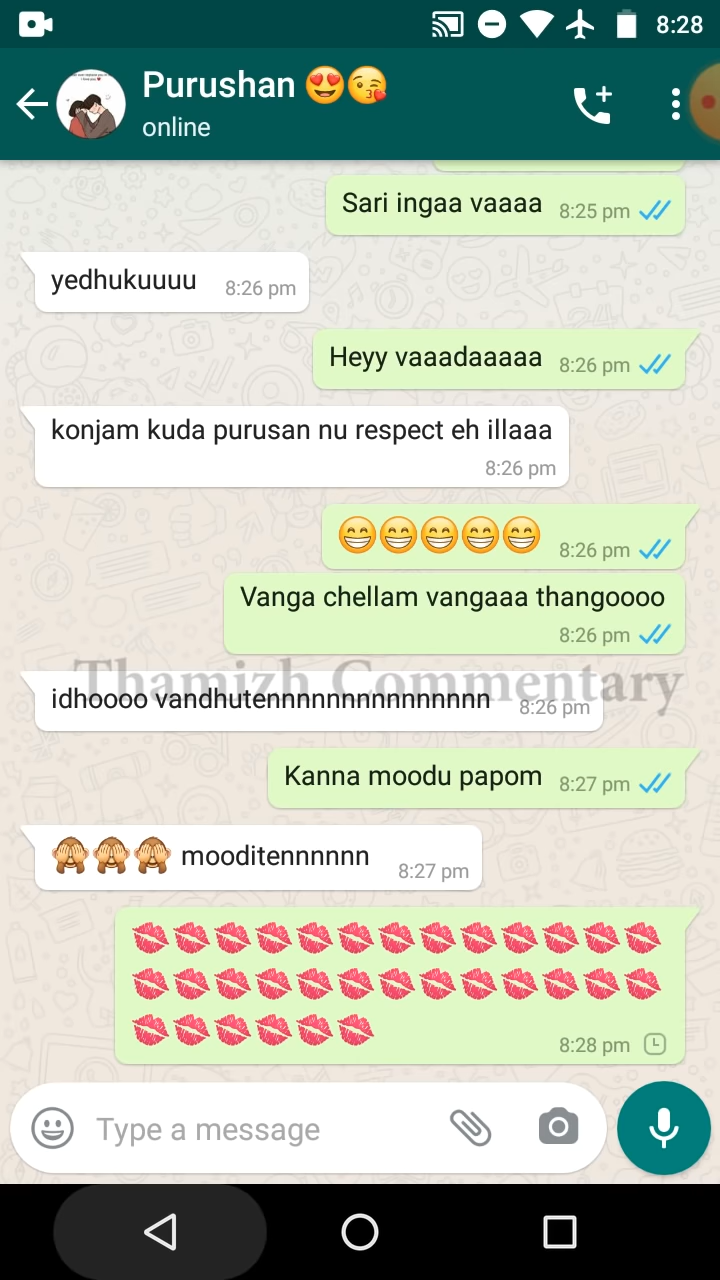 8:28
Purushan 😍😘
online
Sari ingaa vaaaa 8:25 pm
yedhukuuuu 8:26 pm
Heyy vaaadaaaaa 8:26 pm
konjam kuda purusan nu respect eh illaaa
8:26 pm
😁😁😁😁😁 8:26 pm
Vanga chellam vangaaa thangoooo
8:26 pm
Thamizh Commentary
idhoooo vandhutennnnnnnnnnnnnnnn 8:26 pm
Kanna moodu papom 8:27 pm
🙈🙈🙈 mooditennnnnn 8:27 pm
💋💋💋💋💋💋💋💋💋💋💋💋💋
💋💋💋💋💋💋💋💋💋💋💋💋💋
💋💋💋💋💋💋 8:28 pm
Type a message